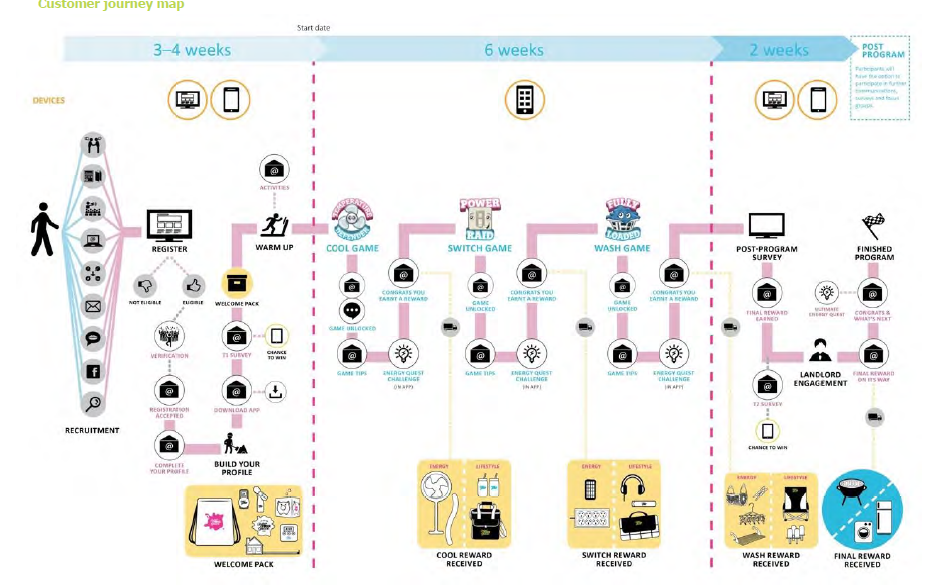 Customer journey map
Start date
3–4 weeks
6 weeks
2 weeks
POST
PROGRAM
Participants will
have the option to
participate in further
communications,
surveys and focus
groups
DEVICES
ACTIVITIES
REGISTER
WARM UP
NOT ELIGIBLE
ELIGIBLE
WELCOME PACK
VERIFICATION
T1 SURVEY
CHANCE
TO WIN
REGISTRATION
ACCEPTED
DOWNLOAD APP
RECRUITMENT
COMPLETE
YOUR PROFILE
BUILD YOUR
PROFILE
WELCOME PACK
COOL GAME
GAME UNLOCKED
GAME TIPS
CONGRATS YOU
EARNT A REWARD
ENERGY QUEST
CHALLENGE
(IN APP)
POWER
RAID
SWITCH GAME
GAME
UNLOCKED
GAME TIPS
CONGRATS YOU
EARNT A REWARD
ENERGY QUEST
CHALLENGE
(IN APP)
FULLY
LOADED
WASH GAME
GAME
UNLOCKED
GAME TIPS
CONGRATS YOU
EARNT A REWARD
ENERGY QUEST
CHALLENGE
(IN APP)
POST-PROGRAM
SURVEY
FINISHED
PROGRAM
FINAL REWARD
EARNED
ULTIMATE
ENERGY QUEST
CONGRATS &
WHAT'S NEXT
LANDLORD
ENGAGEMENT
FINAL REWARD
ON ITS WAY
T2 SURVEY
CHANCE TO WIN
ENERGY
LIFESTYLE
COOL REWARD
RECEIVED
ENERGY
LIFESTYLE
SWITCH REWARD
RECEIVED
ENERGY
LIFESTYLE
WASH REWARD
RECEIVED
FINAL REWARD
RECEIVED